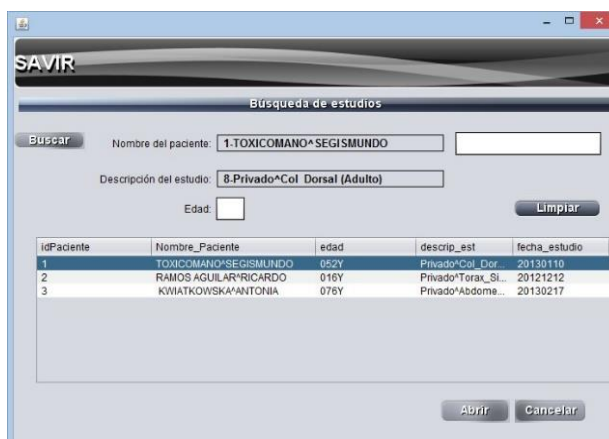 SAVIR
Búsqueda de estudios
Buscar
Nombre del paciente: 1-TOXICOMANO^SEGISMUNDO
Descripción del estudio: 8-Privado^Col Dorsal (Adulto)
Edad:
Limpiar
idPaciente Nombre_Paciente edad descrip_est fecha_estudio
1 TOXICOMANO^SEGISMUNDO 052Y Privado^Col_Dor... 20130110
2 RAMOS AGUILAR^RICARDO 016Y Privado^Torax_Si... 20121212
3 KWIATKOWSKA^ANTONIA 076Y Privado^Abdome... 20130217
Abrir Cancelar